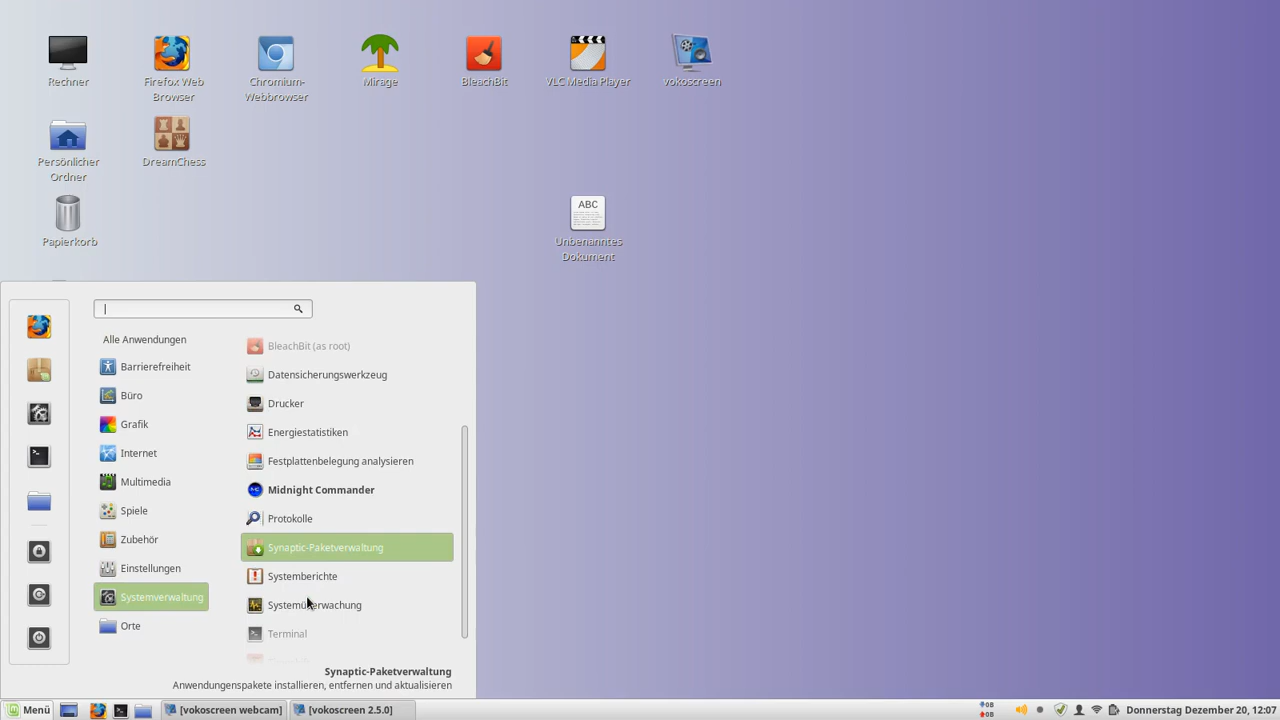 Rechner
Firefox Web
Browser
Chromium-
Webbrowser
Mirage
BleachBit
VLC Media Player
vokoscreen
Persönlicher
Ordner
DreamChess
Papierkorb
ABC
Unbenanntes
Dokument
Alle Anwendungen
Barrierefreiheit
Büro
Grafik
Internet
Multimedia
Spiele
Zubehör
Einstellungen
Systemverwaltung
Orte
BleachBit (as root)
Datensicherungswerkzeug
Drucker
Energiestatistiken
Festplattenbelegung analysieren
Midnight Commander
Protokolle
Synaptic-Paketverwaltung
Systemberichte
Systemüberwachung
Terminal
Synaptic-Paketverwaltung
Anwendungspakete installieren, entfernen und aktualisieren
Menü
[vokoscreen webcam]
[vokoscreen 2.5.0]
0B
0B
Donnerstag Dezember 20, 12:07